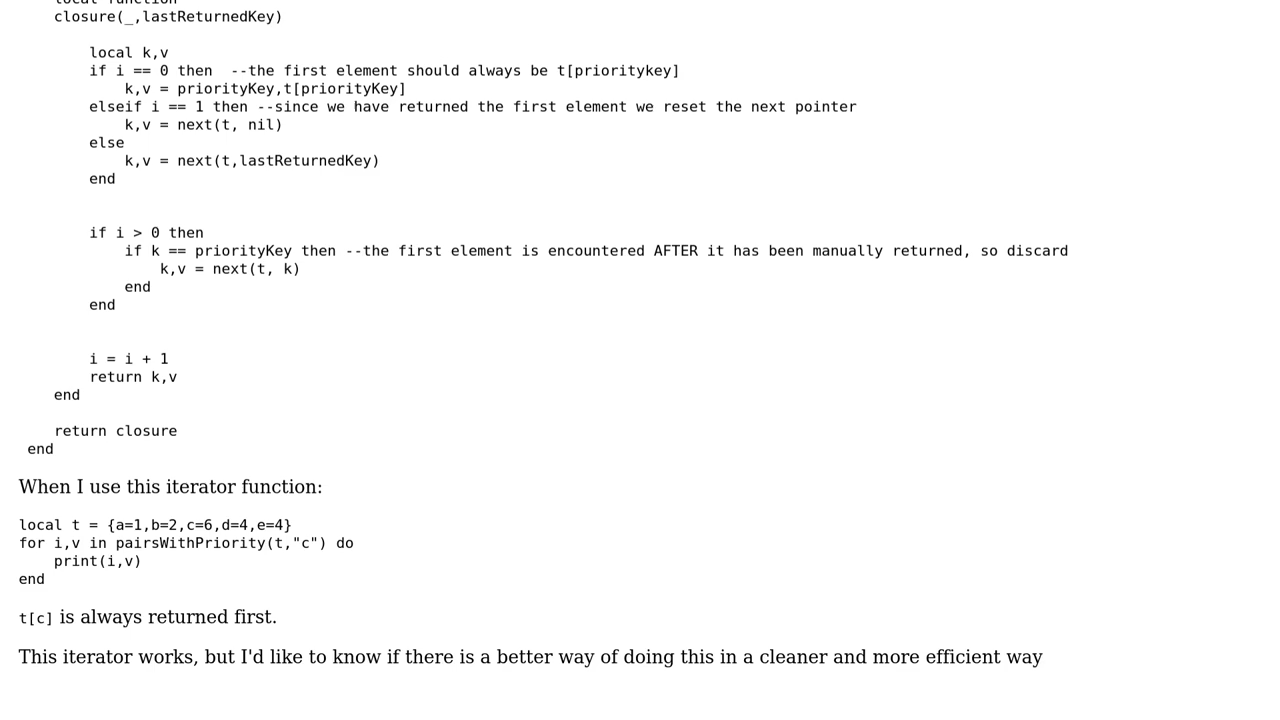 local function
closure(_,lastReturnedKey)
local k,v
if i == 0 then  --the first element should always be t[prioritykey]
k,v = priorityKey,t[priorityKey]
elseif i == 1 then --since we have returned the first element we reset the next pointer
k,v = next(t, nil)
else
k,v = next(t,lastReturnedKey)
end
if i > 0 then
if k == priorityKey then --the first element is encountered AFTER it has been manually returned, so discard
k,v = next(t, k)
end
end
i = i + 1
return k,v
end
return closure
end
When I use this iterator function:
local t = {a=1,b=2,c=6,d=4,e=4}
for i,v in pairsWithPriority(t,"c") do
print(i,v)
end
t[c] is always returned first.
This iterator works, but I'd like to know if there is a better way of doing this in a cleaner and more efficient way